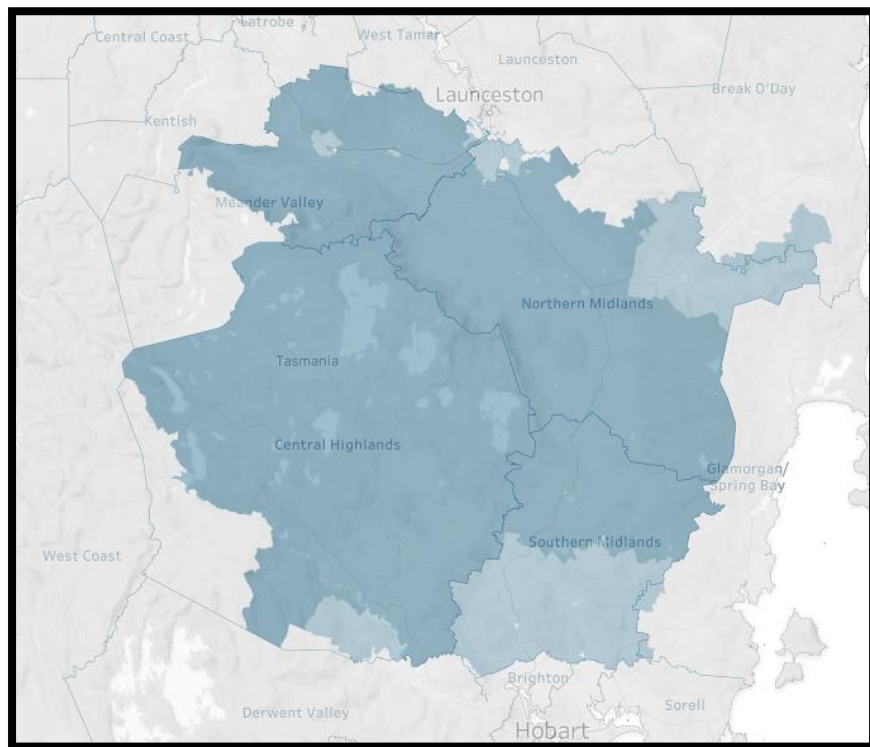 Latrobe
Central Coast
West Tamar
Launceston
Launceston
Break O'Day
Kentish
Meander Valley
Northern Midlands
Tasmania
Central Highlands
Glamorgan/
Spring Bay
Southern Midlands
West Coast
Brighton
Sorell
Derwent Valley
Hobart